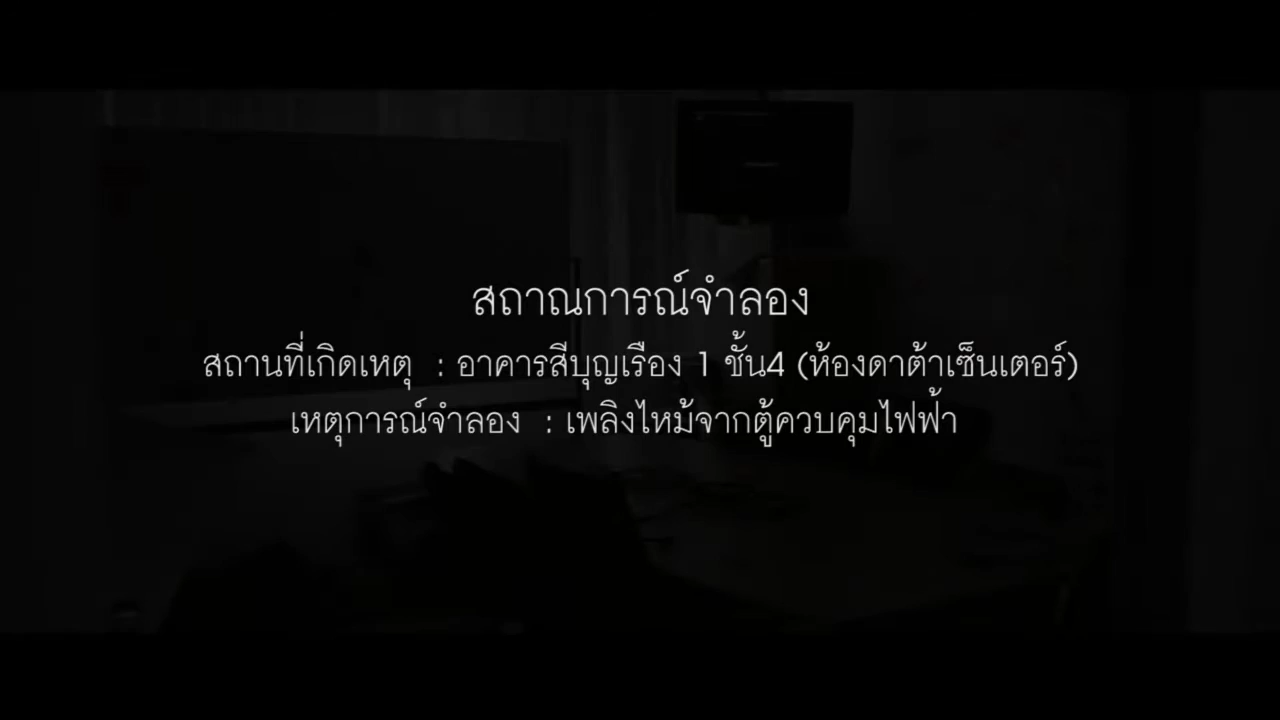 สถาณการณ์จำลอง
สถานที่เกิดเหตุ : อาคารสีบุญเรือง 1 ชั้น4 (ห้องดาต้าเซ็นเตอร์)
เหตุการณ์จำลอง : เพลิงไหม้จากตู้ควบคุมไฟฟ้า